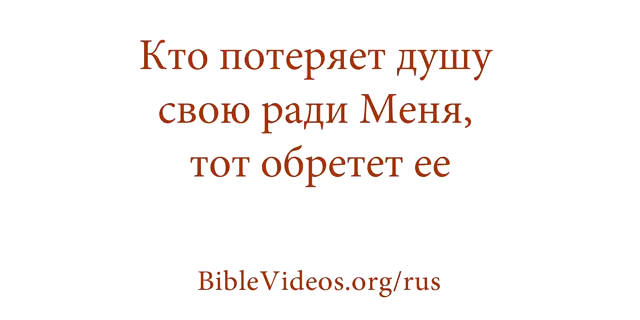 Кто потеряет душу
свою ради Меня,
тот обретет ее
BibleVideos.org/rus